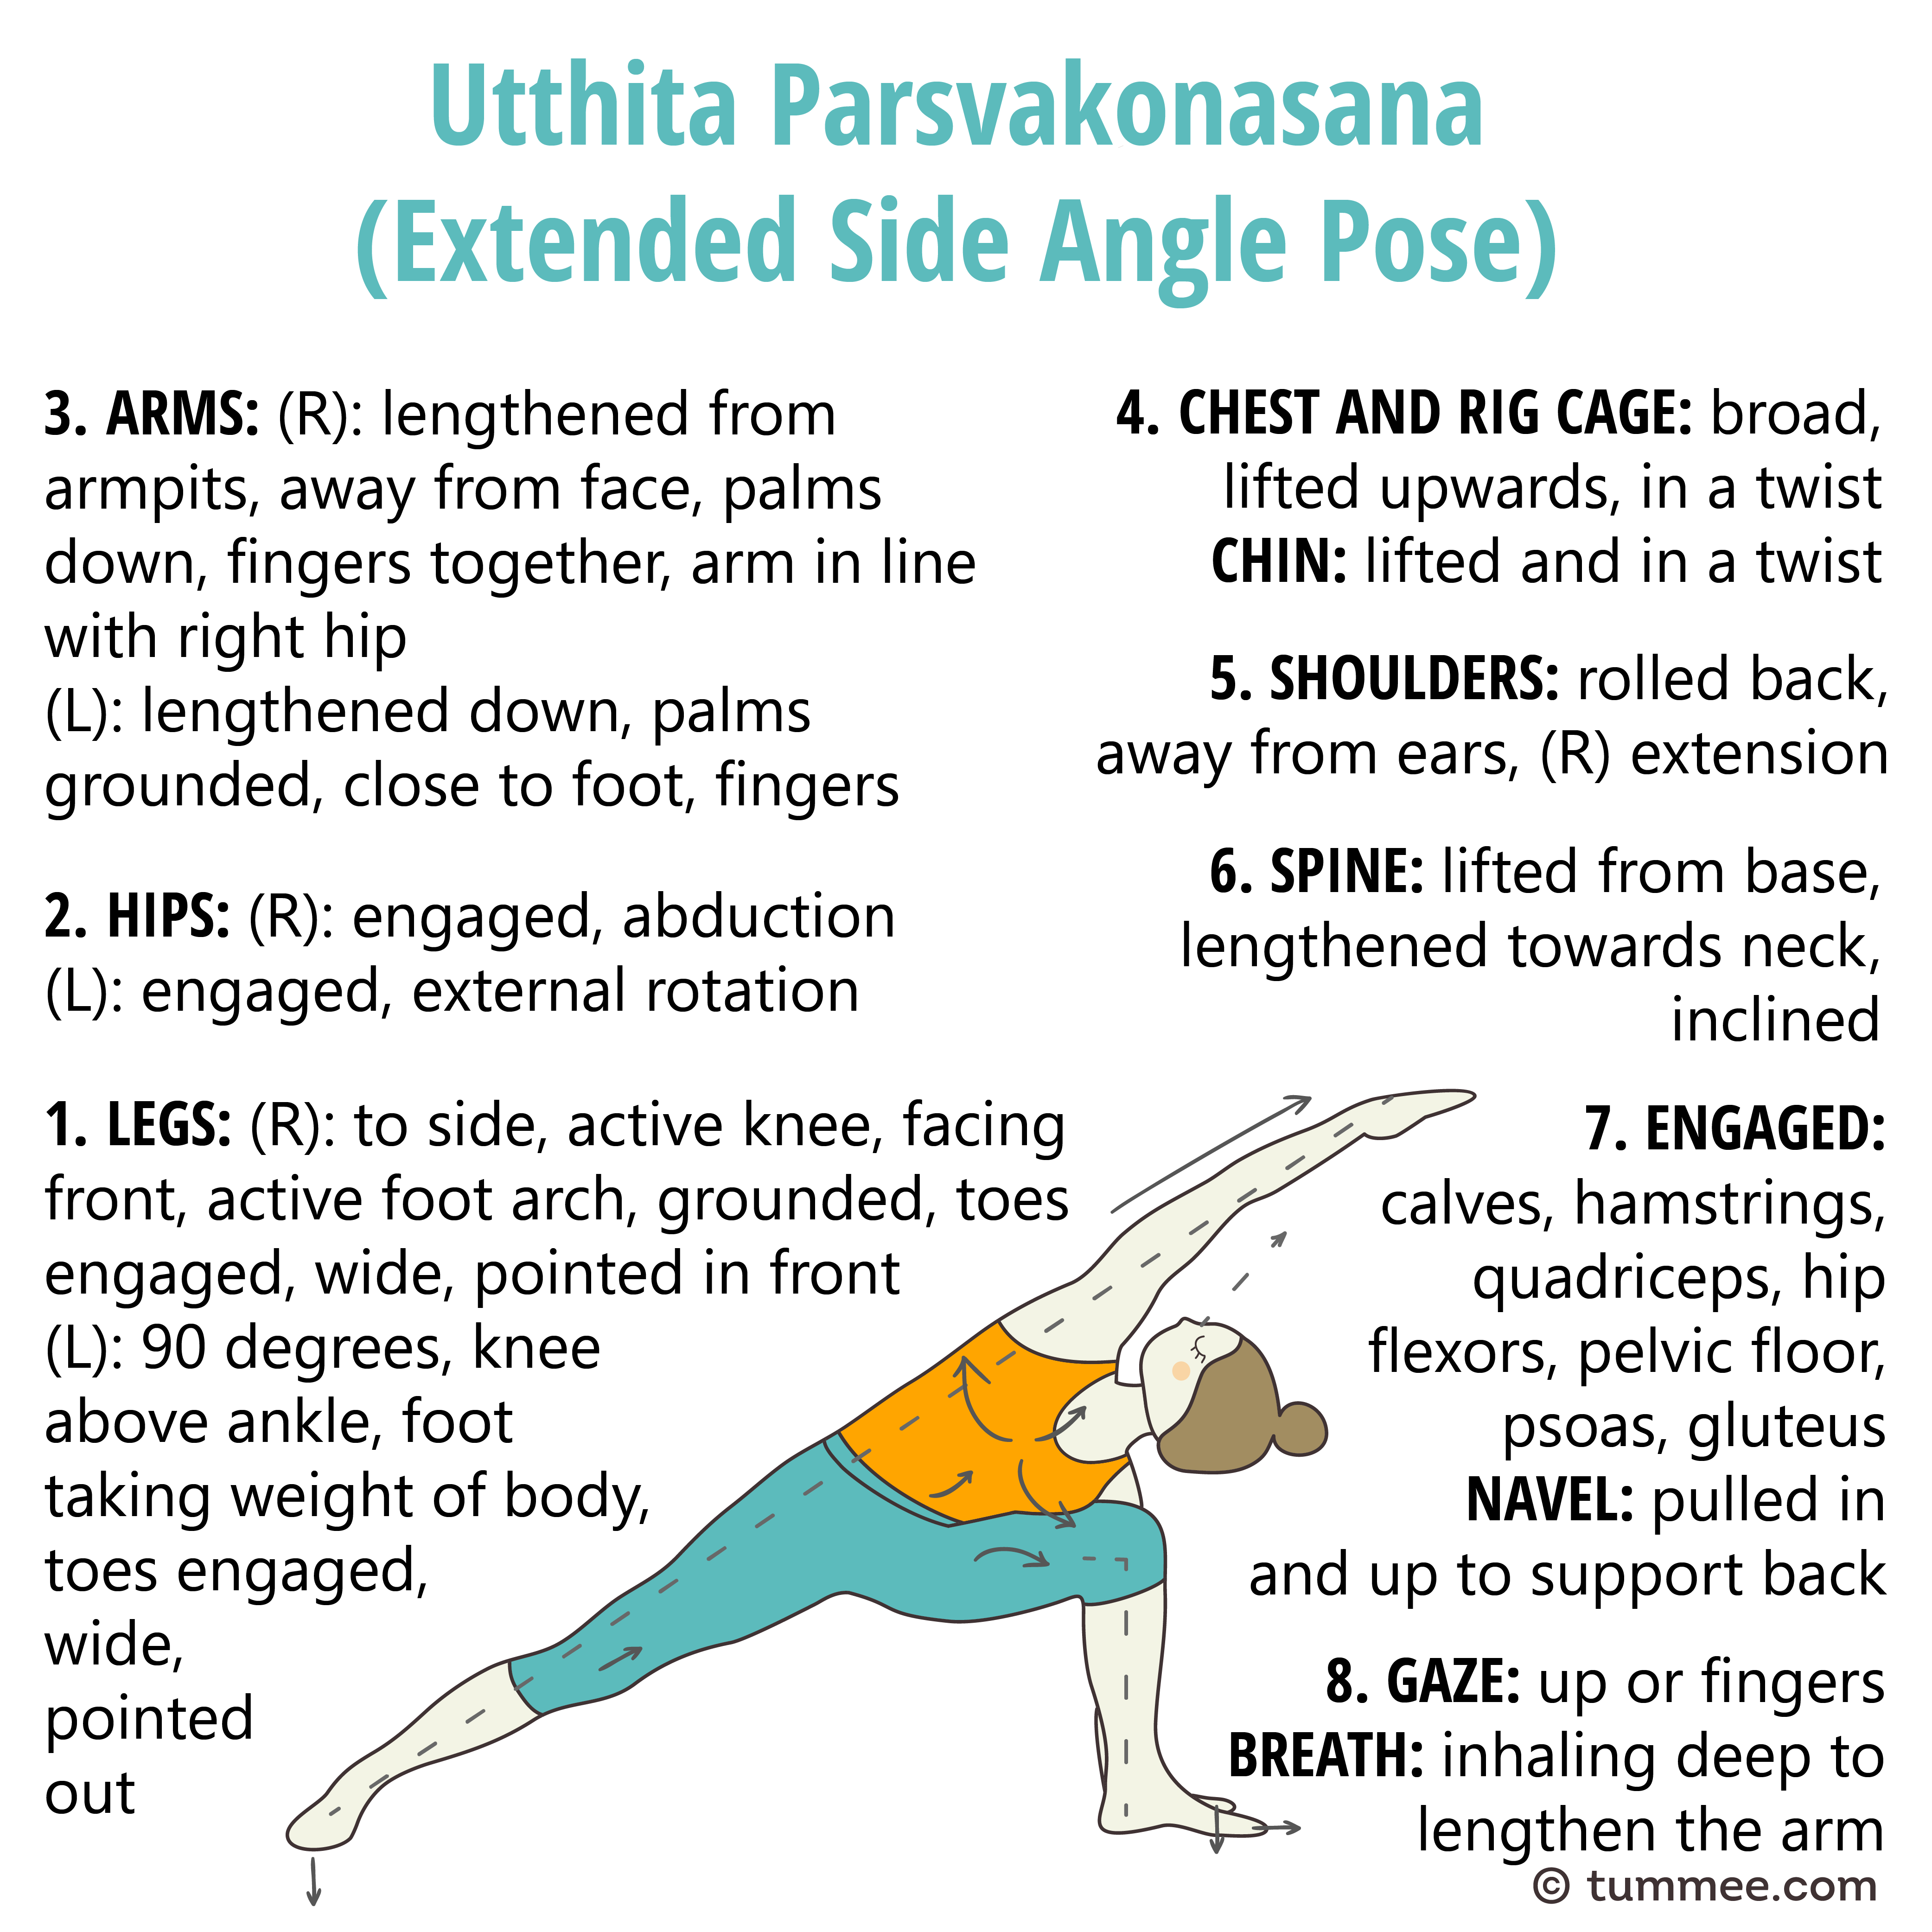 Utthita Parsvakonasana
(Extended Side Angle Pose)
3. ARMS: (R): lengthened from
armpits, away from face, palms
down, fingers together, arm in line
with right hip
(L): lengthened down, palms
grounded, close to foot, fingers
2. HIPS: (R): engaged, abduction
(L): engaged, external rotation
1. LEGS: (R): to side, active knee, facing
front, active foot arch, grounded, toes
engaged, wide, pointed in front
(L): 90 degrees, knee
above ankle, foot
taking weight of body,
toes engaged,
wide,
pointed
out
4. CHEST AND RIG CAGE: broad,
lifted upwards, in a twist
CHIN: lifted and in a twist
5. SHOULDERS: rolled back,
away from ears, (R) extension
6. SPINE: lifted from base,
lengthened towards neck,
inclined
7. ENGAGED:
calves, hamstrings,
quadriceps, hip
flexors, pelvic floor,
psoas, gluteus
NAVEL: pulled in
and up to support back
8. GAZE: up or fingers
BREATH: inhaling deep to
lengthen the arm
© tummee.com